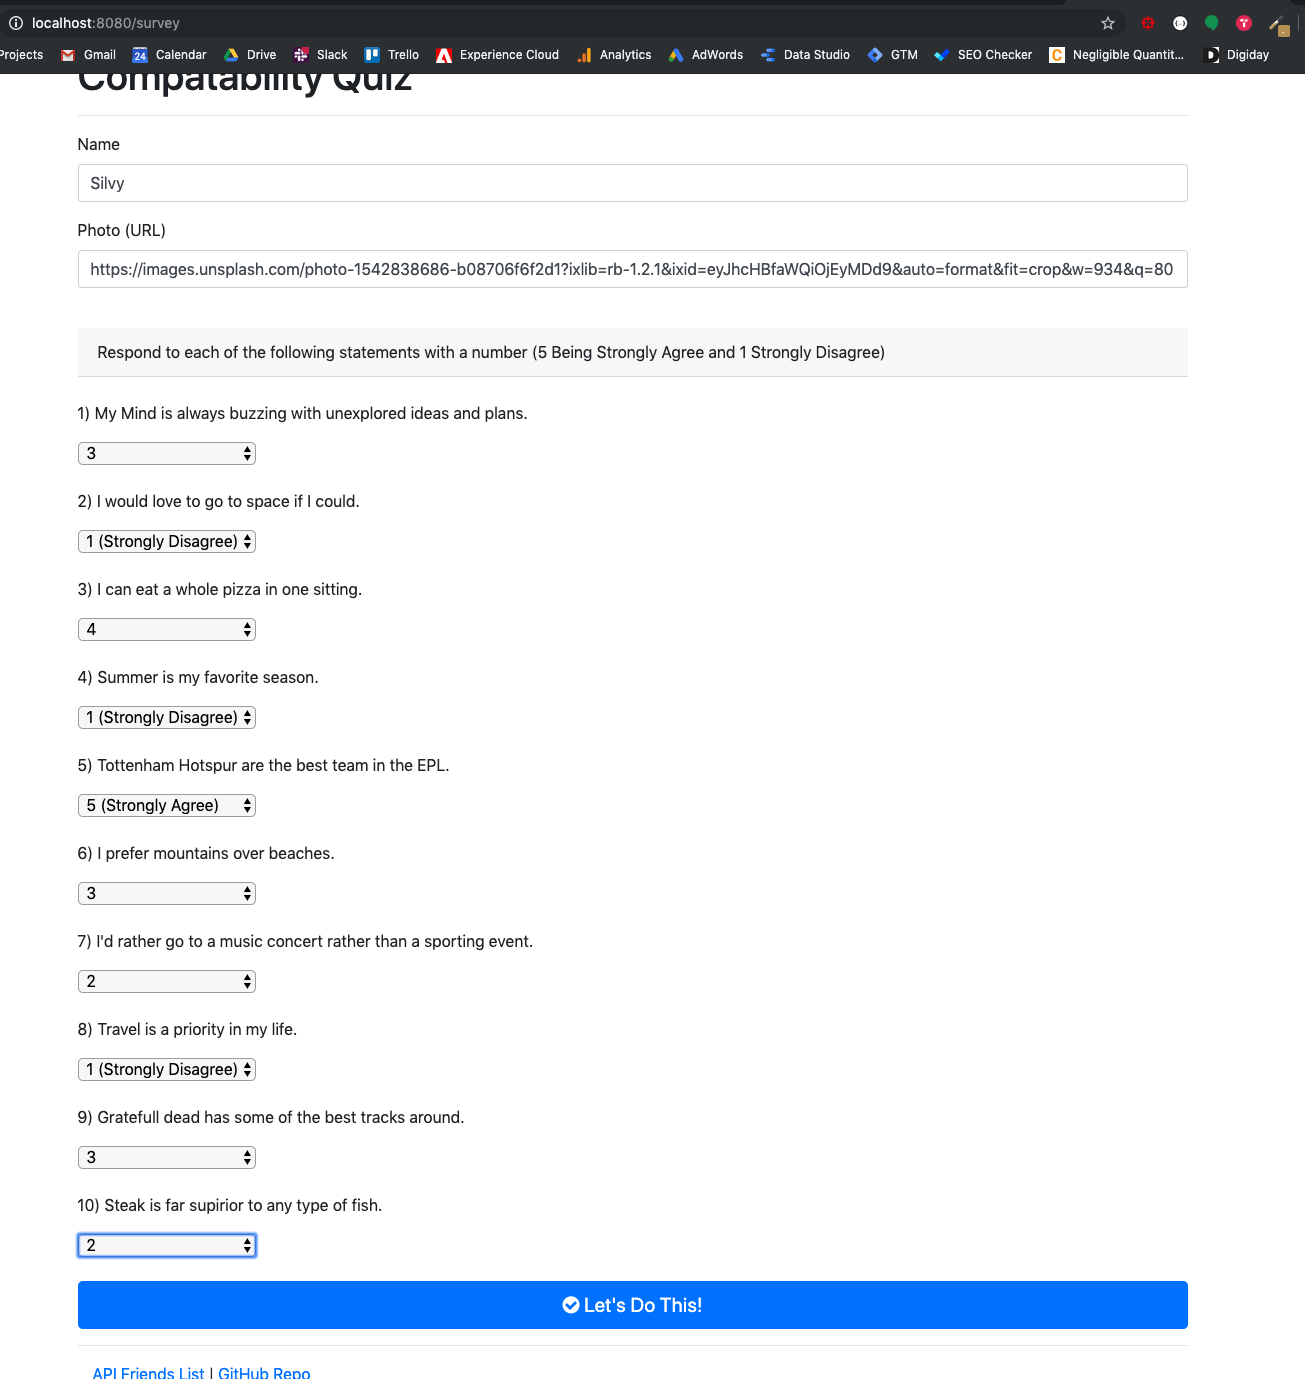 localhost:8080/survey
Projects Gmail 24 Calendar Drive Slack Trello Experience Cloud Analytics AdWords Data Studio GTM SEO Checker C Negligible Quantit... D Digiday
Compatability Quiz
Name
Silvy
Photo (URL)
https://images.unsplash.com/photo-1542838686-b08706f6f2d1?ixlib=rb-1.2.1&ixid=eyJhcHBfaWQiOjEyMDd9&auto=format&fit=crop&w=934&q=80
Respond to each of the following statements with a number (5 Being Strongly Agree and 1 Strongly Disagree)
1) My Mind is always buzzing with unexplored ideas and plans.
3
2) I would love to go to space if I could.
1 (Strongly Disagree)
3) I can eat a whole pizza in one sitting.
4
4) Summer is my favorite season.
1 (Strongly Disagree)
5) Tottenham Hotspur are the best team in the EPL.
5 (Strongly Agree)
6) I prefer mountains over beaches.
3
7) I'd rather go to a music concert rather than a sporting event.
2
8) Travel is a priority in my life.
1 (Strongly Disagree)
9) Gratefull dead has some of the best tracks around.
3
10) Steak is far supirior to any type of fish.
2
Let's Do This!
API Friends List | GitHub Repo